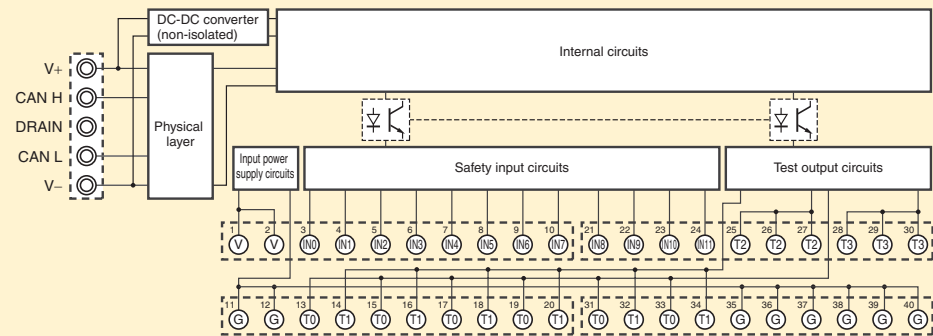 DC-DC converter
(non-isolated)
Internal circuits
V+
CAN H
DRAIN
CAN L
V–
Physical
layer
Input power
supply circuits
Safety input circuits
Test output circuits
1 2 3 4 5 6 7 8 9 10 21 22 23 24 25 26 27 28 29 30
V V IN0 IN1 IN2 IN3 IN4 IN5 IN6 IN7 IN8 IN9 IN10 IN11 T2 T2 T2 T3 T3 T3
11 12 13 14 15 16 17 18 19 20 31 32 33 34 35 36 37 38 39 40
G G T0 T1 T0 T1 T0 T1 T0 T1 T0 T1 T0 T1 G G G G G G